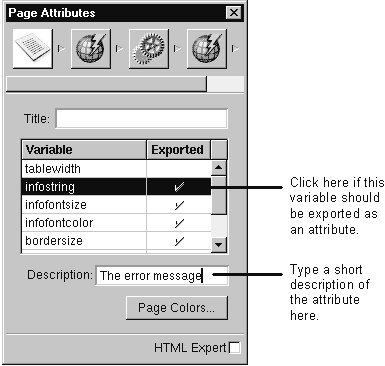 Page Attributes
Title:
Variable Exported
tablewidth
infostring
infofontsize
infofontcolor
bordersize
Click here if this
variable should
be exported as
an attribute.
Description: The error message
Type a short
description of
the attribute
here.
Page Colors...
HTML Expert